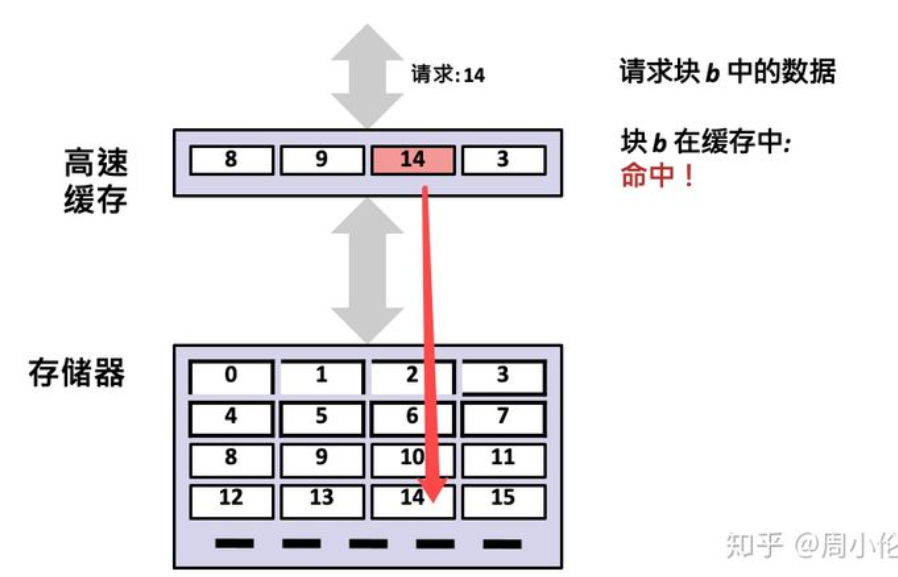 请求: 14
请求块 b 中的数据
块 b 在缓存中:
命中！
高速
缓存
8 9 14 3
存储器
0 1 2 3
4 5 6 7
8 9 10 11
12 13 14 15
知乎 @周小伦